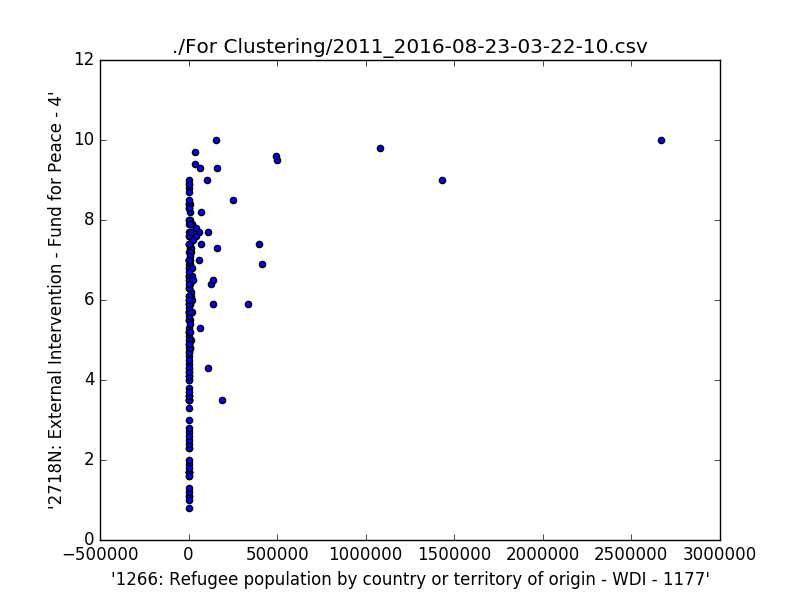 ./For Clustering/2011_2016-08-23-03-22-10.csv
12
10
8
6
4
2
0
'2718N: External Intervention - Fund for Peace - 4'
−500000 0 500000 1000000 1500000 2000000 2500000 3000000
'1266: Refugee population by country or territory of origin - WDI - 1177'